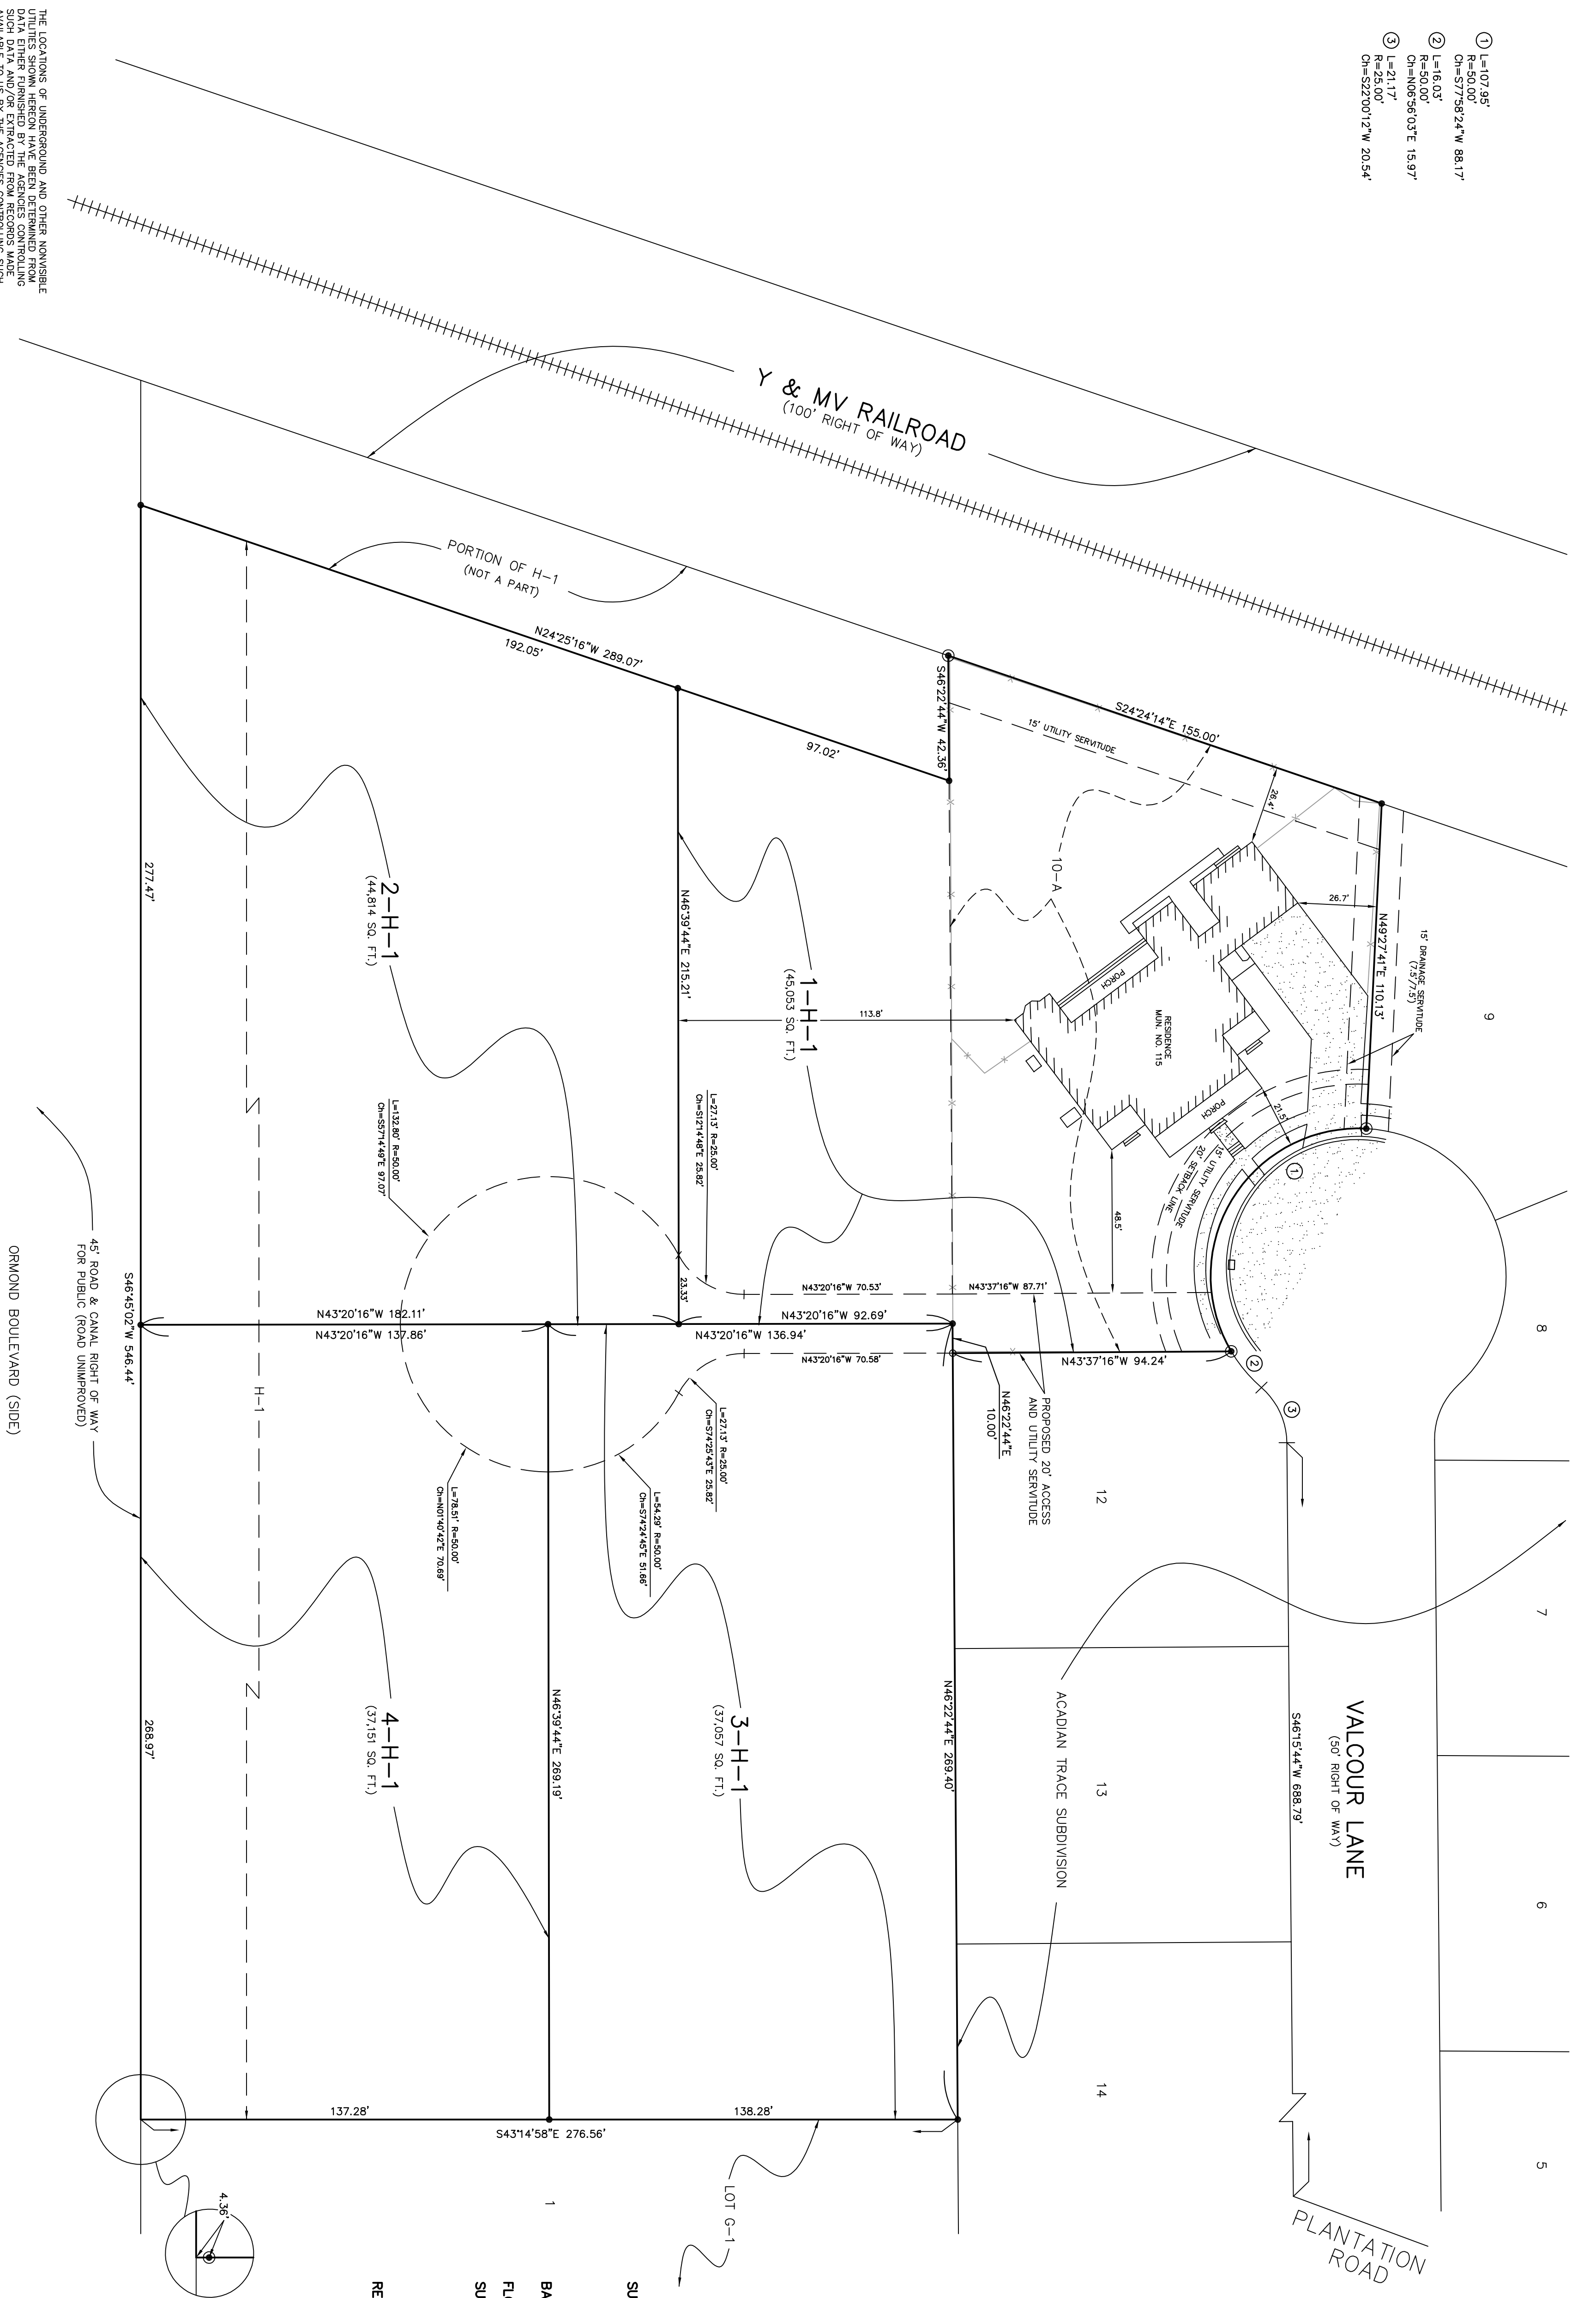 ① L=107.95'
R=50.00'
Ch=S77°58'24"W 88.17'
② L=16.03'
R=50.00'
Ch=N06°56'03"E 15.97'
③ L=21.17'
R=25.00'
Ch=S22°00'12"W 20.54'
9
8
7
6
5
15' DRAINAGE SERVITUDE
(7.5'/7.5')
N49°27'41"E 110.13'
26.7'
26.4'
S24°24'14"E 155.00'
15' UTILITY SERVITUDE
S46°22'44"W 42.36'
10-A
RESIDENCE
MUN. NO. 115
PORCH
PORCH
21.5'
15' UTILITY SERVITUDE
20' SETBACK LINE
48.5'
①
②
③
VALCOUR LANE
(50' RIGHT OF WAY)
S46°15'44"W 688.79'
PLANTATION
ROAD
12
13
14
ACADIAN TRACE SUBDIVISION
N43°37'16"W 87.71'
N43°37'16"W 94.24'
PROPOSED 20' ACCESS
AND UTILITY SERVITUDE
N46°22'44"E
10.00'
N46°22'44"E 269.40'
Y & MV RAILROAD
(100' RIGHT OF WAY)
PORTION OF H-1
(NOT A PART)
N24°25'16"W 289.07'
192.05'
97.02'
1-H-1
(45,053 SQ. FT.)
113.8'
N46°39'44"E 215.21'
23.33'
L=27.13' R=25.00'
Ch=S12°14'48"E 25.82'
N43°20'16"W 70.53'
N43°20'16"W 92.69'
N43°20'16"W 136.94'
N43°20'16"W 70.58'
L=27.13' R=25.00'
Ch=S74°25'43"E 25.82'
L=54.29' R=50.00'
Ch=S74°24'45"E 51.66'
3-H-1
(37,057 SQ. FT.)
138.28'
LOT G-1
2-H-1
(44,814 SQ. FT.)
L=132.80' R=50.00'
Ch=S57°14'49"E 97.07'
N43°20'16"W 182.11'
N43°20'16"W 137.86'
L=78.51' R=50.00'
Ch=N01°40'42"E 70.69'
N46°39'44"E 269.19'
4-H-1
(37,151 SQ. FT.)
137.28'
S43°14'58"E 276.56'
1
H-1
277.47'
S46°45'02"W 546.44'
268.97'
4.36'
45' ROAD & CANAL RIGHT OF WAY
FOR PUBLIC (ROAD UNIMPROVED)
ORMOND BOULEVARD (SIDE)
THE LOCATIONS OF UNDERGROUND AND OTHER NONVISIBLE
UTILITIES SHOWN HEREON HAVE BEEN DETERMINED FROM
DATA EITHER FURNISHED BY THE AGENCIES CONTROLLING
SUCH DATA AND/OR EXTRACTED FROM RECORDS MADE
AVAILABLE TO US BY THE AGENCIES CONTROLLING SUCH
SU
BA
FL
SU
RE